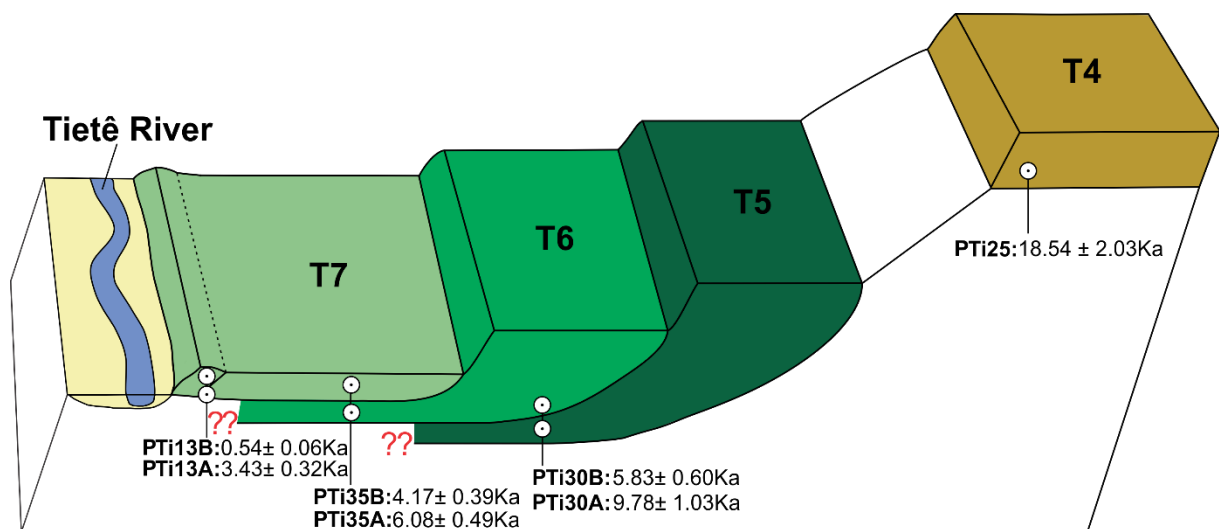 T4
Tietê River
T5
T6
T7
PTi25:18.54 ± 2.03Ka
??
??
PTi13B:0.54± 0.06Ka
PTi13A:3.43± 0.32Ka
PTi35B:4.17± 0.39Ka
PTi35A:6.08± 0.49Ka
PTi30B:5.83± 0.60Ka
PTi30A:9.78± 1.03Ka